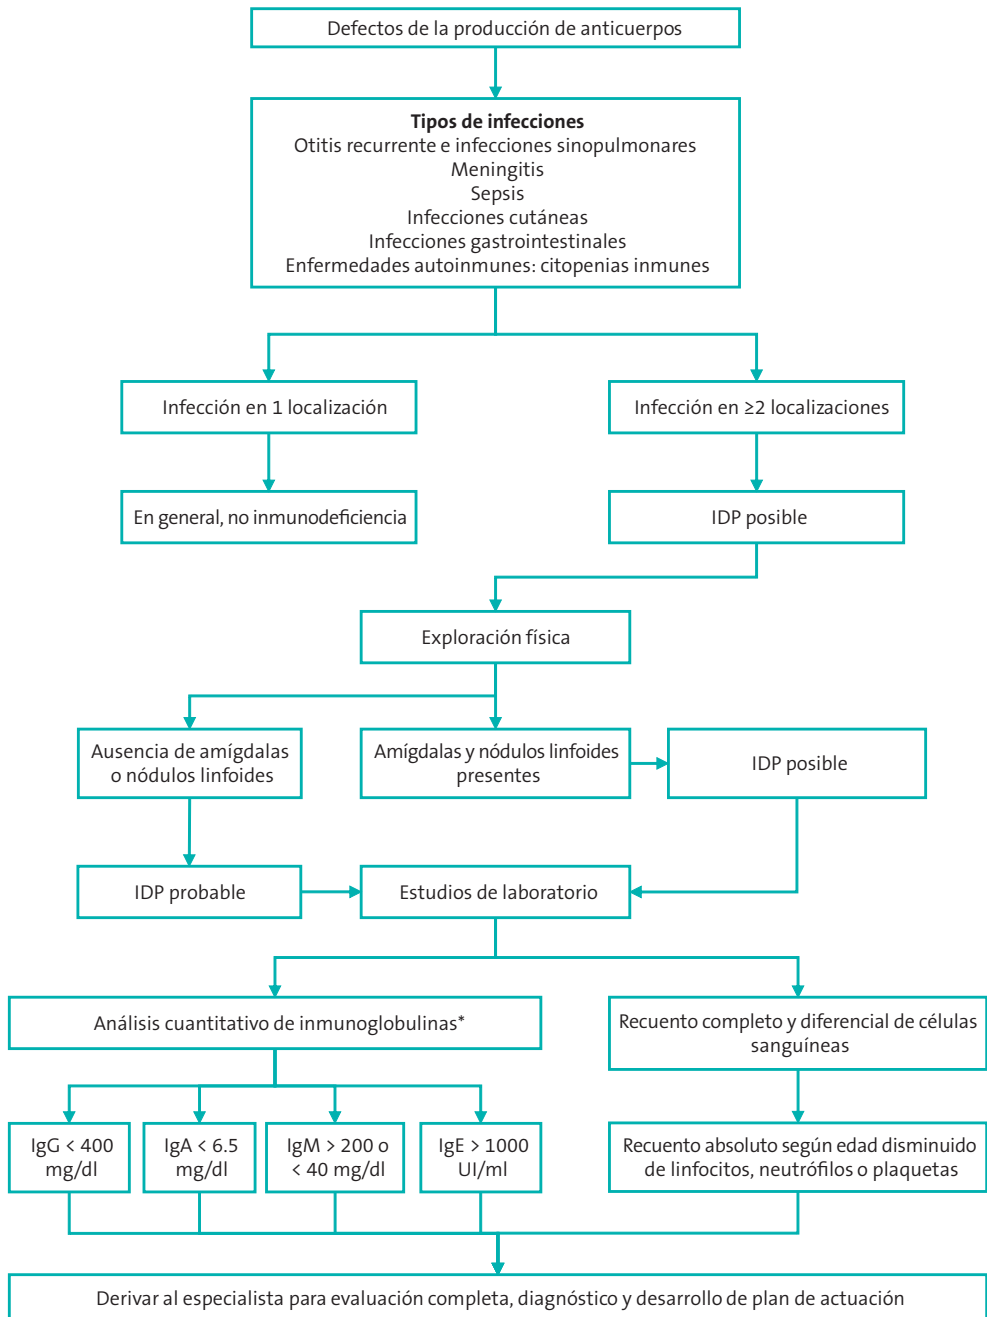 Defectos de la producción de anticuerpos
Tipos de infecciones
Otitis recurrente e infecciones sinopulmonares
Meningitis
Sepsis
Infecciones cutáneas
Infecciones gastrointestinales
Enfermedades autoinmunes: citopenias inmunes
Infección en 1 localización
Infección en ≥2 localizaciones
En general, no inmunodeficiencia
IDP posible
Exploración física
Ausencia de amígdalas
o nódulos linfoides
Amígdalas y nódulos linfoides
presentes
IDP posible
IDP probable
Estudios de laboratorio
Análisis cuantitativo de inmunoglobulinas*
Recuento completo y diferencial de células
sanguíneas
IgG < 400
mg/dl
IgA < 6.5
mg/dl
IgM > 200 o
< 40 mg/dl
IgE > 1000
UI/ml
Recuento absoluto según edad disminuido
de linfocitos, neutrófilos o plaquetas
Derivar al especialista para evaluación completa, diagnóstico y desarrollo de plan de actuación